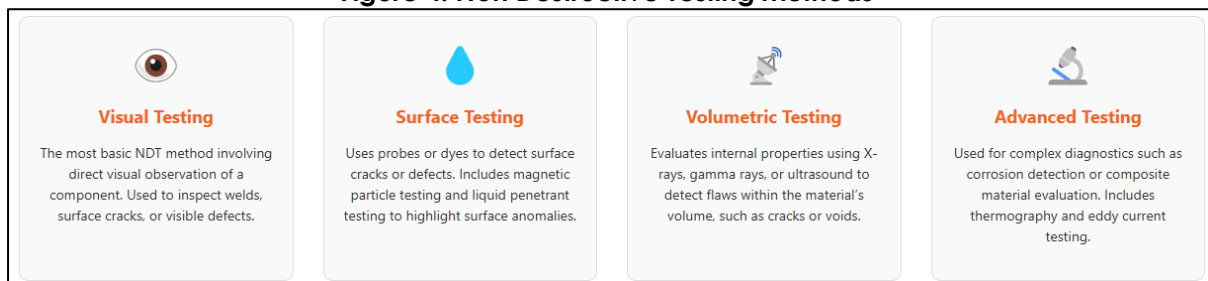 Visual Testing
The most basic NDT method involving
direct visual observation of a
component. Used to inspect welds,
surface cracks, or visible defects.
Surface Testing
Uses probes or dyes to detect surface
cracks or defects. Includes magnetic
particle testing and liquid penetrant
testing to highlight surface anomalies.
Volumetric Testing
Evaluates internal properties using X-
rays, gamma rays, or ultrasound to
detect flaws within the material's
volume, such as cracks or voids.
Advanced Testing
Used for complex diagnostics such as
corrosion detection or composite
material evaluation. Includes
thermography and eddy current
testing.